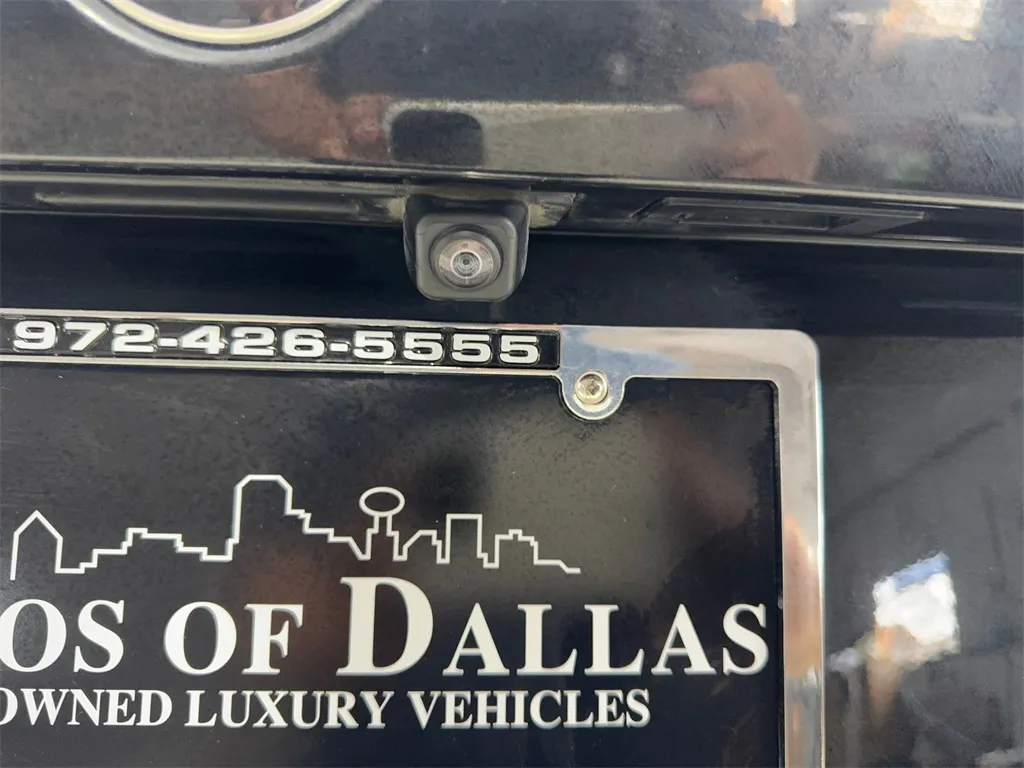 972-426-5555
OS OF DALLAS
OWNED LUXURY VEHICLES